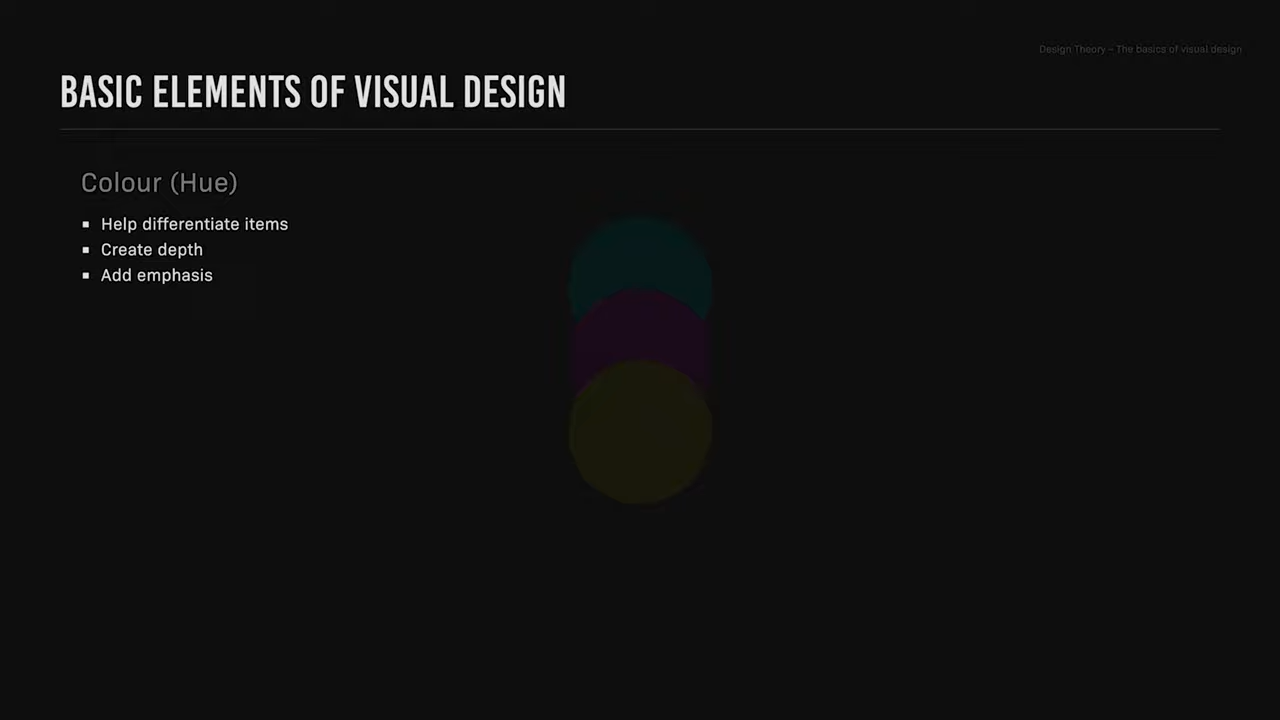 Design Theory – The basics of visual design
BASIC ELEMENTS OF VISUAL DESIGN
Colour (Hue)
▪ Help differentiate items
▪ Create depth
▪ Add emphasis